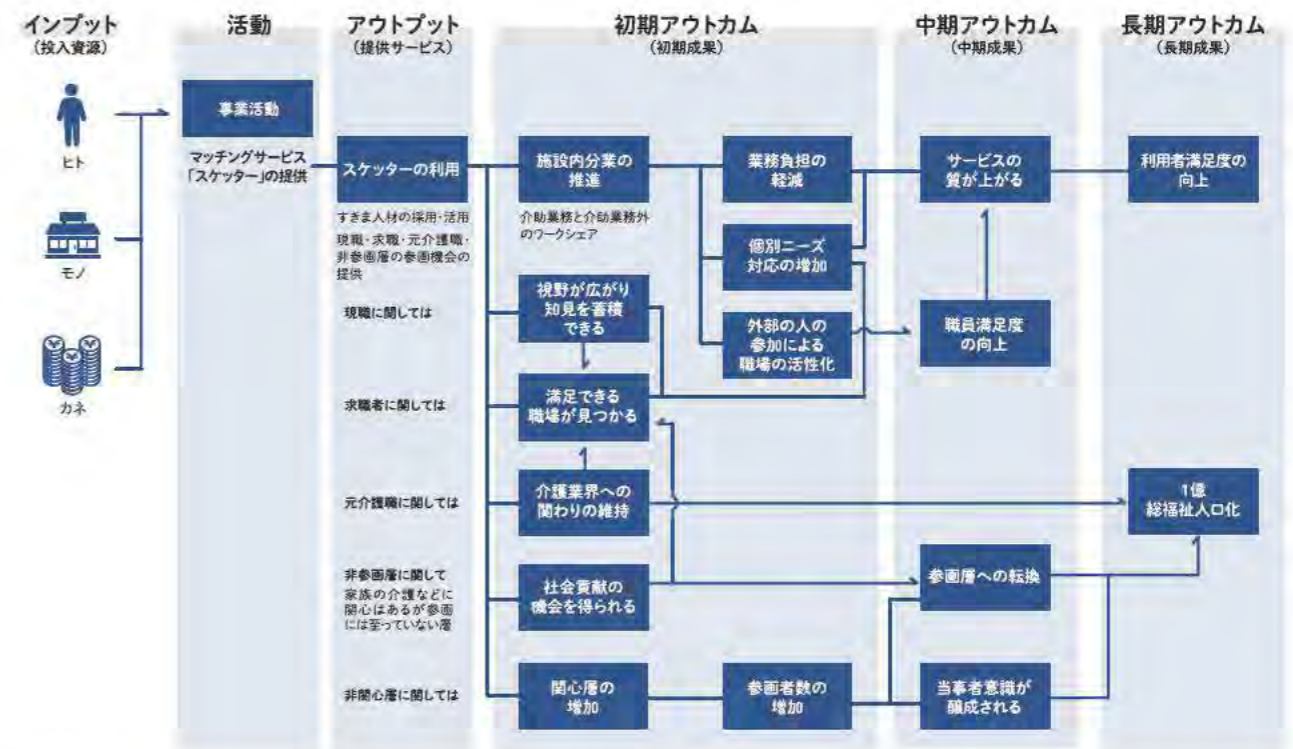 インプット
（投入資源）
ヒト
モノ
カネ
活動
事業活動
マッチングサービス
「スケッター」の提供
アウトプット
（提供サービス）
スケッターの利用
すきま人材の採用・活用
現職・求職・元介護職・
非参画層の参画機会の
提供
現職に関しては
求職者に関しては
元介護職に関しては
非参画層に関して
家族の介護などに
関心はあるが参画
には至っていない層
非関心層に関しては
初期アウトカム
（初期成果）
施設内分業の
推進
介助業務と介助業務外
のワークシェア
視野が広がり
知見を蓄積
できる
満足できる
職場が見つかる
介護業界への
関わりの維持
社会貢献の
機会を得られる
関心層の
増加
業務負担の
軽減
個別ニーズ
対応の増加
外部の人の
参加による
職場の活性化
参画者数の
増加
中期アウトカム
（中期成果）
サービスの
質が上がる
職員満足度
の向上
参画層への転換
当事者意識が
醸成される
長期アウトカム
（長期成果）
利用者満足度の
向上
1億
総福祉人口化